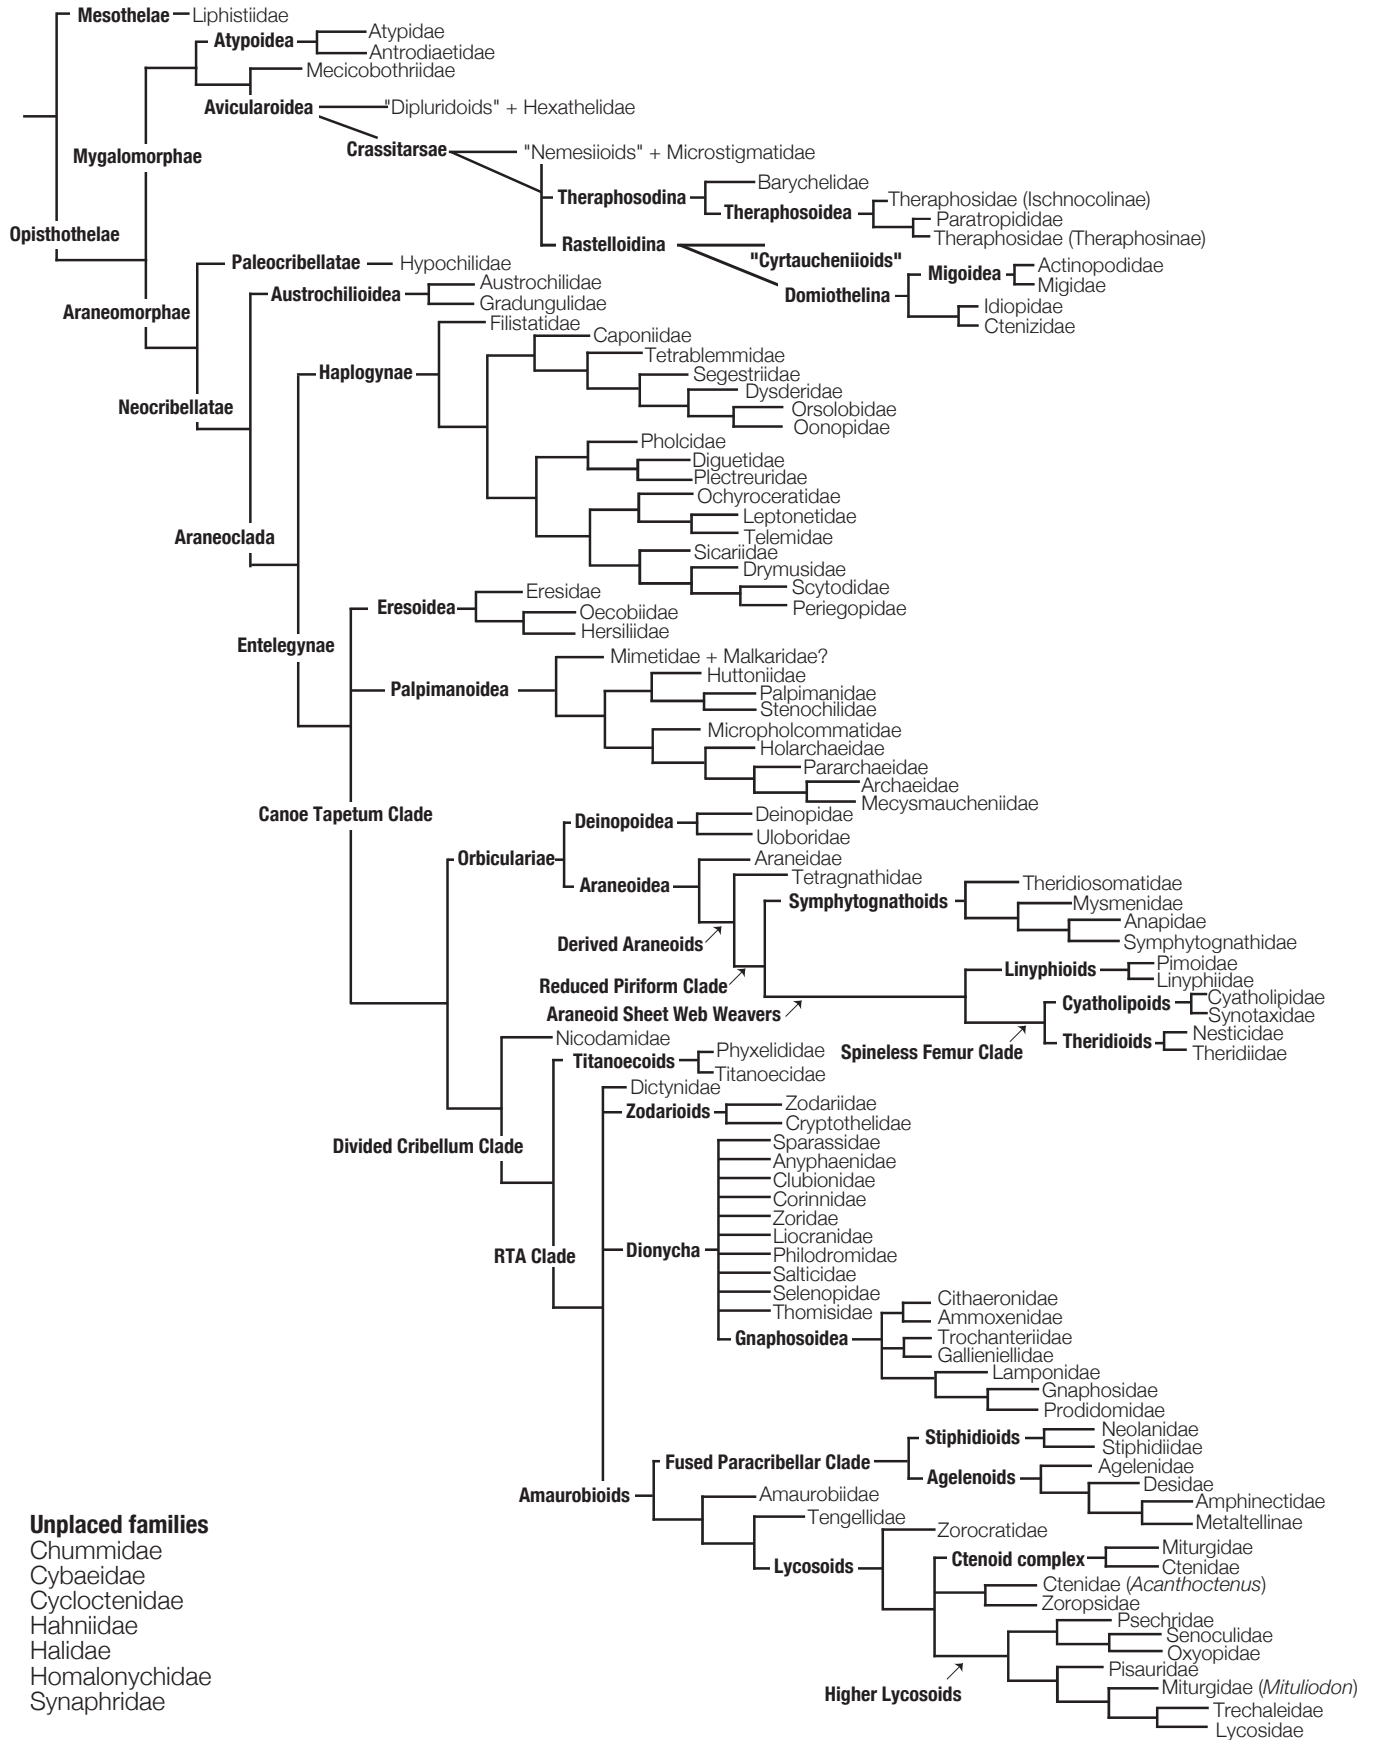 Mesothelae
Liphistiidae
Atypoidea
Atypidae
Antrodiaetidae
Mecicobothriidae
Avicularoidea
"Dipluridoids" + Hexathelidae
Crassitarsae
"Nemesiioids" + Microstigmatidae
Mygalomorphae
Barychelidae
Theraphosodina
Theraphosidae (Ischnocolinae)
Theraphosoidea
Paratropididae
Theraphosidae (Theraphosinae)
Opisthothelae
Rastelloidina
"Cyrtaucheniioids"
Paleocribellatae
Hypochilidae
Actinopodidae
Migoidea
Migidae
Austrochilioidea
Austrochilidae
Gradungulidae
Domiothelina
Idiopidae
Ctenizidae
Araneomorphae
Filistatidae
Caponiidae
Tetrablemmidae
Haplogynae
Segestriidae
Dysderidae
Neocribellatae
Orsolobidae
Oonopidae
Pholcidae
Diguetidae
Plectreuridae
Ochyroceratidae
Leptonetidae
Araneoclada
Telemidae
Sicariidae
Drymusidae
Scytodidae
Periegopidae
Eresidae
Eresoidea
Oecobiidae
Hersiliidae
Entelegynae
Mimetidae + Malkaridae?
Huttoniidae
Palpimanoidea
Palpimanidae
Stenochilidae
Micropholcommatidae
Holarchaeidae
Pararchaeidae
Archaeidae
Mecysmaucheniidae
Canoe Tapetum Clade
Deinopoidea
Deinopidae
Uloboridae
Orbiculariae
Araneidae
Araneoidea
Tetragnathidae
Theridiosomatidae
Symphytognathoids
Mysmenidae
Anapidae
Symphytognathidae
Derived Araneoids
Linyphioids
Pimoidae
Linyphiidae
Reduced Piriform Clade
Cyatholipoids
Cyatholipidae
Synotaxidae
Araneoid Sheet Web Weavers
Nesticidae
Theridioids
Theridiidae
Spineless Femur Clade
Nicodamidae
Titanoecoids
Phyxelididae
Titanoecidae
Dictynidae
Zodarioids
Zodariidae
Cryptothelidae
Divided Cribellum Clade
Sparassidae
Anyphaenidae
Clubionidae
Corinnidae
Zoridae
Liocranidae
RTA Clade
Dionycha
Philodromidae
Salticidae
Selenopidae
Thomisidae
Cithaeronidae
Ammoxenidae
Gnaphosoidea
Trochanteriidae
Gallieniellidae
Lamponidae
Gnaphosidae
Prodidomidae
Neolanidae
Stiphidioids
Stiphidiidae
Fused Paracribellar Clade
Agelenidae
Agelenoids
Desidae
Amphinectidae
Metaltellinae
Amaurobioids
Amaurobiidae
Tengellidae
Zorocratidae
Miturgidae
Ctenoid complex
Ctenidae
Lycosoids
Ctenidae (Acanthoctenus)
Zoropsidae
Psechridae
Senoculidae
Oxyopidae
Pisauridae
Miturgidae (Mituliodon)
Higher Lycosoids
Trechaleidae
Lycosidae
Unplaced families
Chummidae
Cybaeidae
Cycloctenidae
Hahniidae
Halidae
Homalonychidae
Synaphridae